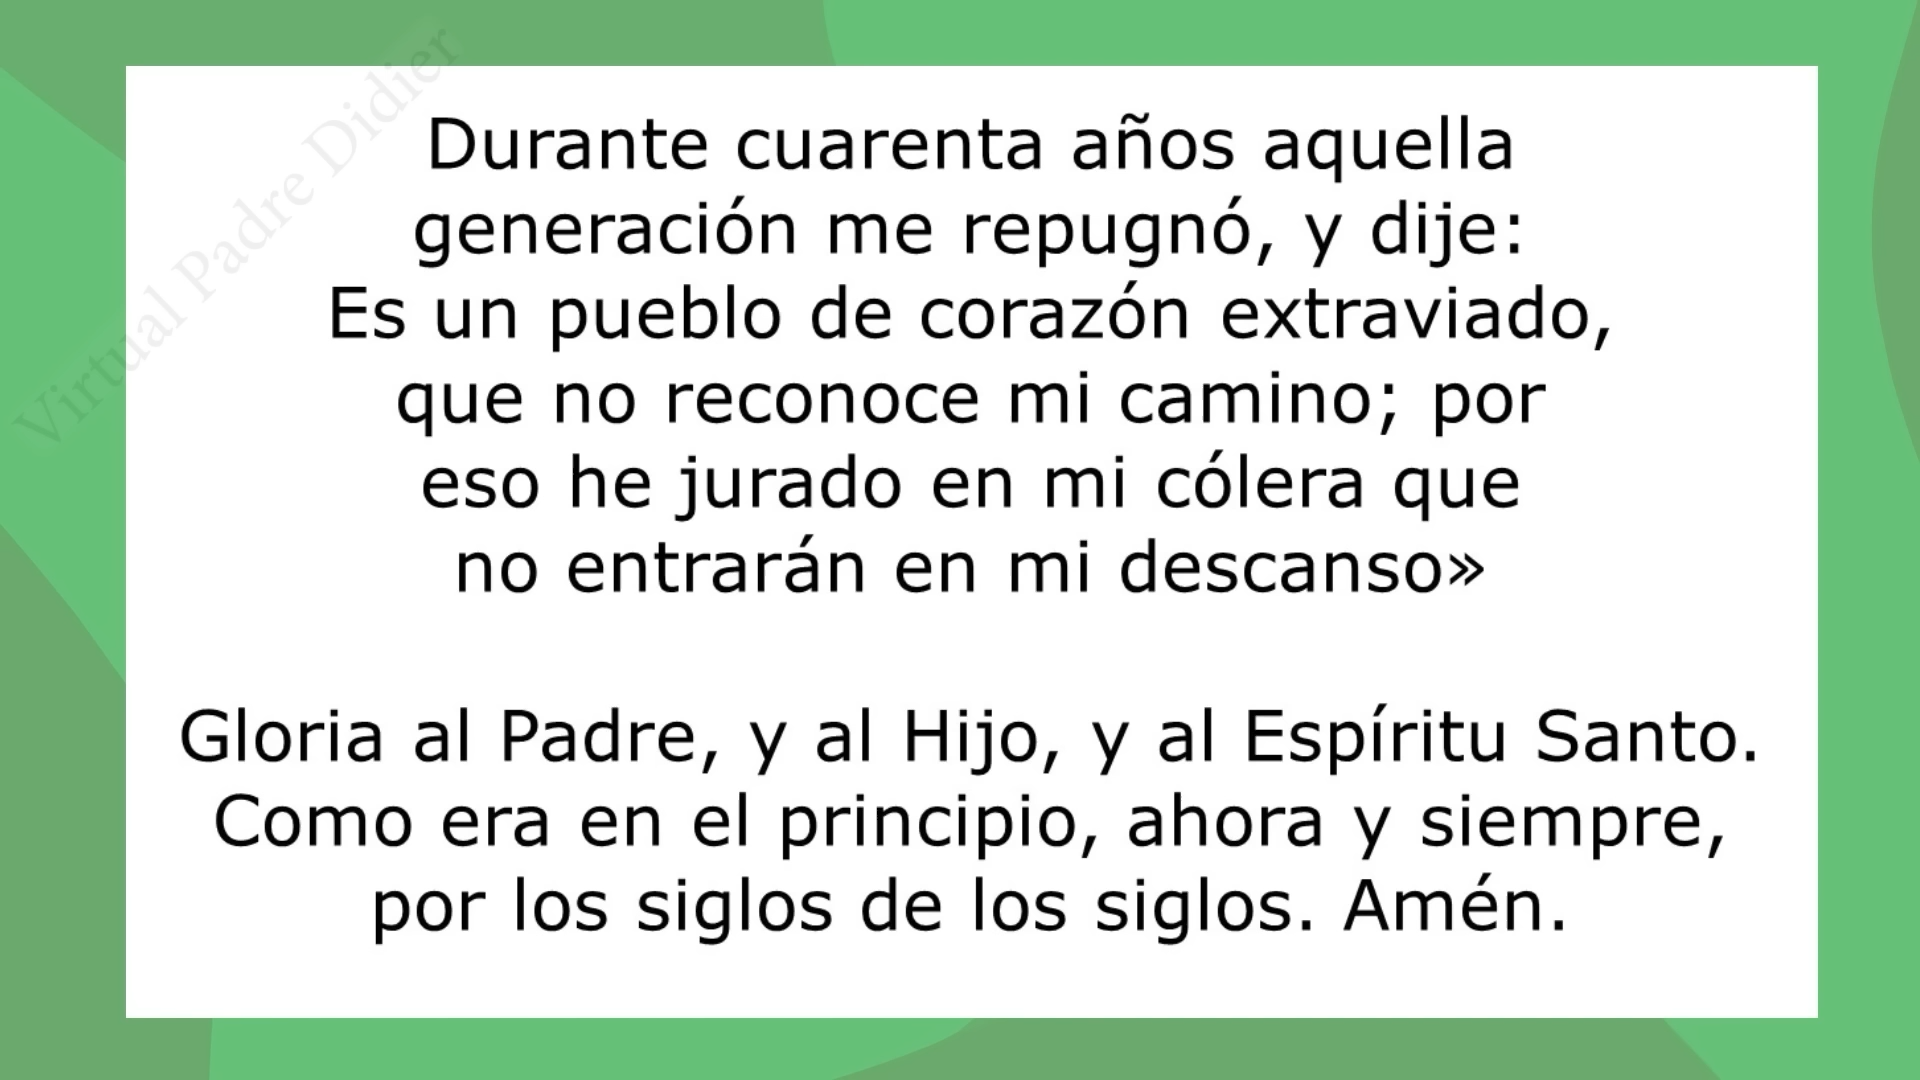 Virtual Padre Didier
Durante cuarenta años aquella
generación me repugnó, y dije:
Es un pueblo de corazón extraviado,
que no reconoce mi camino; por
eso he jurado en mi cólera que
no entrarán en mi descanso»
Gloria al Padre, y al Hijo, y al Espíritu Santo.
Como era en el principio, ahora y siempre,
por los siglos de los siglos. Amén.